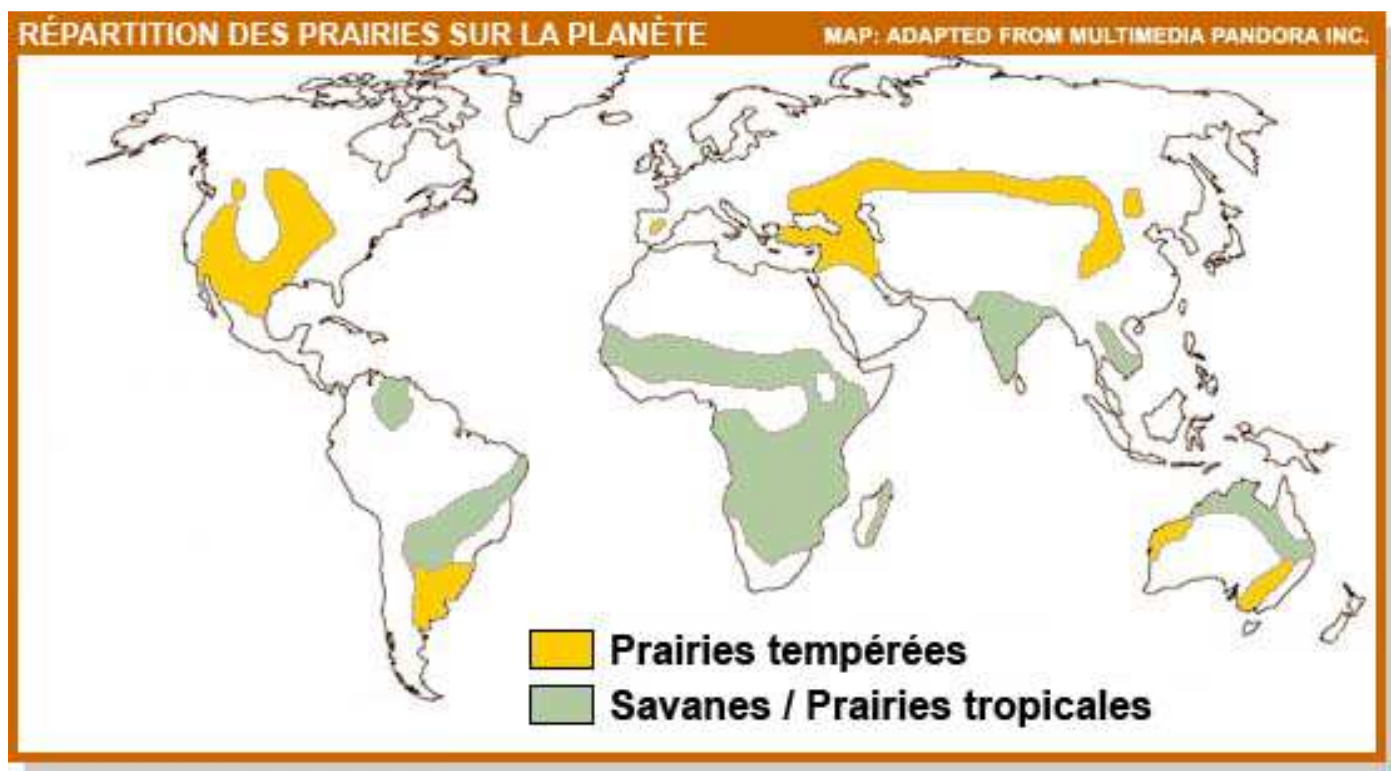 RÉPARTITION DES PRAIRIES SUR LA PLANÈTE
MAP: ADAPTED FROM MULTIMEDIA PANDORA INC.
Prairies tempérées
Savanes / Prairies tropicales